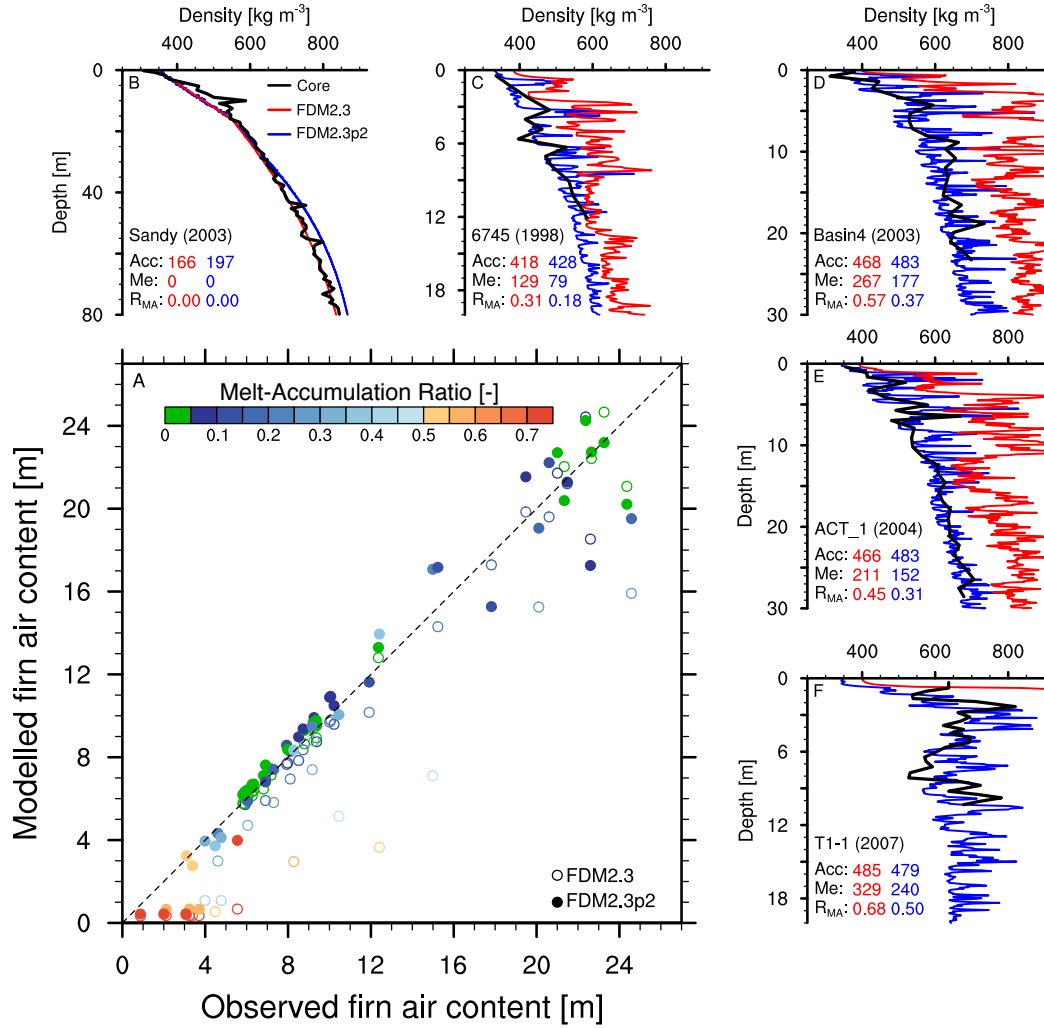 Density [kg m⁻³]
400 600 800
0
40
80
Depth [m]
B
Core
FDM2.3
FDM2.3p2
Sandy (2003)
Acc: 166 197
Me: 0 0
R_MA: 0.00 0.00
Density [kg m⁻³]
400 600 800
0
6
12
18
C
6745 (1998)
Acc: 418 428
Me: 129 79
R_MA: 0.31 0.18
Density [kg m⁻³]
400 600 800
0
10
20
30
Depth [m]
D
Basin4 (2003)
Acc: 468 483
Me: 267 177
R_MA: 0.57 0.37
A
Melt-Accumulation Ratio [-]
0 0.1 0.2 0.3 0.4 0.5 0.6 0.7
24
20
16
12
8
4
0
Modelled firn air content [m]
FDM2.3
FDM2.3p2
0 4 8 12 16 20 24
Observed firn air content [m]
400 600 800
0
10
20
30
Depth [m]
E
ACT_1 (2004)
Acc: 466 483
Me: 211 152
R_MA: 0.45 0.31
400 600 800
0
6
12
18
Depth [m]
F
T1-1 (2007)
Acc: 485 479
Me: 329 240
R_MA: 0.68 0.50